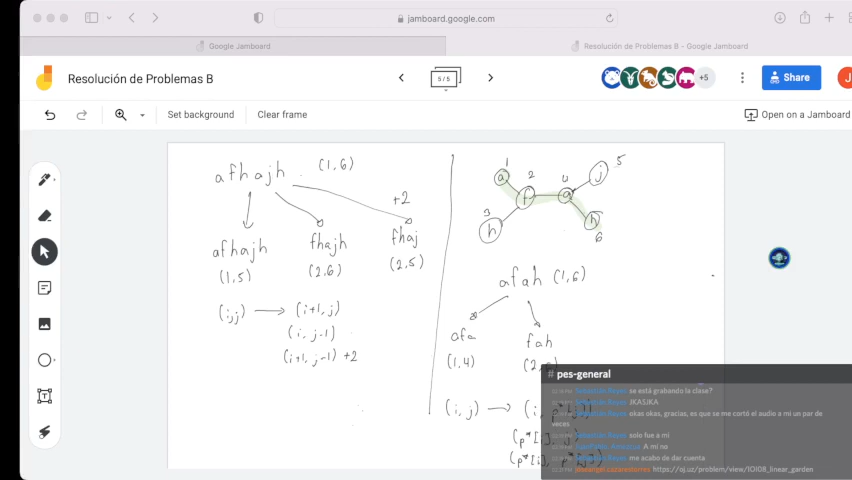 jamboard.google.com
Google Jamboard
Resolución de Problemas B - Google Jamboard
Resolución de Problemas B
5/5
+5
Share
J
Set background
Clear frame
Open on a Jamboard
afhajh (1,6)
+2
afhajh
fhajh
fhaj
(1,5)
(2,6)
(2,5)
(i,j) → (i+1, j)
(i, j-1)
(i+1, j-1) +2
1
a
2
f
3
h
4
a
5
j
6
h
afah (1,6)
afa
fah
(1,4)
(2,
(i,j) →
# pes-general
se está grabando la clase?
JKASJKA
okas okas, gracias, es que se me cortó el audio a mi un par de
veces
solo fue a mí
A mi no
me acabo de dar cuenta
https://oj.uz/problem/view/IOI08_linear_garden